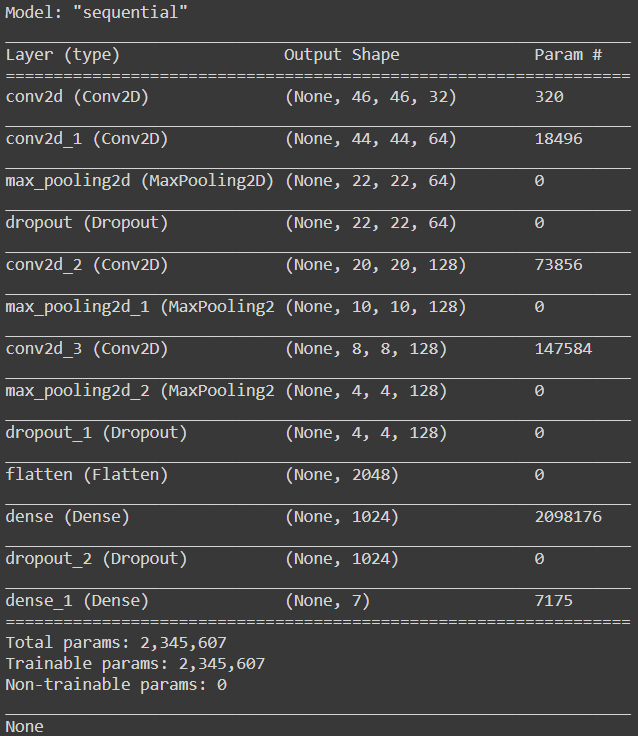 Model: "sequential"
Layer (type) Output Shape Param #
conv2d (Conv2D) (None, 46, 46, 32) 320
conv2d_1 (Conv2D) (None, 44, 44, 64) 18496
max_pooling2d (MaxPooling2D) (None, 22, 22, 64) 0
dropout (Dropout) (None, 22, 22, 64) 0
conv2d_2 (Conv2D) (None, 20, 20, 128) 73856
max_pooling2d_1 (MaxPooling2 (None, 10, 10, 128) 0
conv2d_3 (Conv2D) (None, 8, 8, 128) 147584
max_pooling2d_2 (MaxPooling2 (None, 4, 4, 128) 0
dropout_1 (Dropout) (None, 4, 4, 128) 0
flatten (Flatten) (None, 2048) 0
dense (Dense) (None, 1024) 2098176
dropout_2 (Dropout) (None, 1024) 0
dense_1 (Dense) (None, 7) 7175
Total params: 2,345,607
Trainable params: 2,345,607
Non-trainable params: 0
None